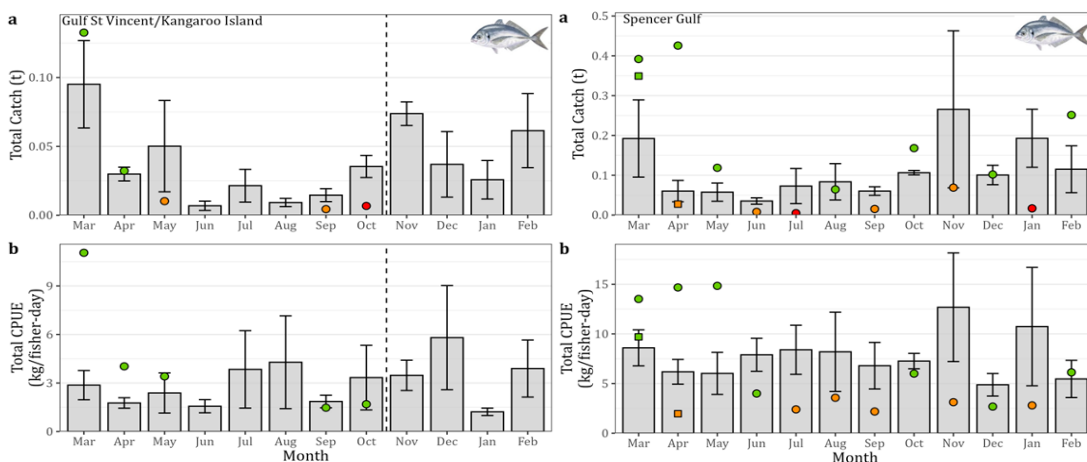 a
Gulf St Vincent/Kangaroo Island
Total Catch (t)
0.10
0.05
0.00
Mar Apr May Jun Jul Aug Sep Oct Nov Dec Jan Feb
b
Total CPUE
(kg/fisher-day)
9
6
3
0
Mar Apr May Jun Jul Aug Sep Oct Nov Dec Jan Feb
Month
a
Spencer Gulf
Total Catch (t)
0.5
0.4
0.3
0.2
0.1
0.0
Mar Apr May Jun Jul Aug Sep Oct Nov Dec Jan Feb
b
Total CPUE
(kg/fisher-day)
15
10
5
0
Mar Apr May Jun Jul Aug Sep Oct Nov Dec Jan Feb
Month